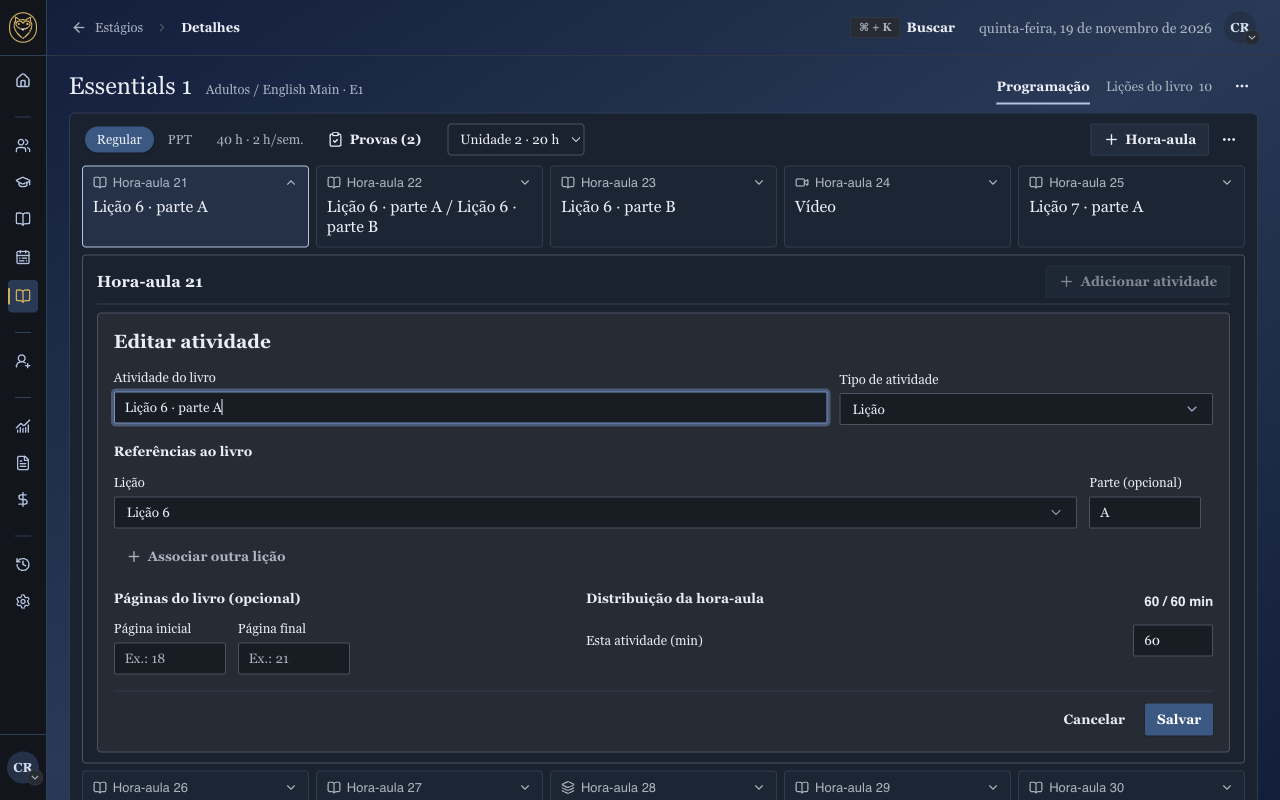 Estágios
Detalhes
⌘ + K
Buscar
quinta-feira, 19 de novembro de 2026
CR
Essentials 1
Adultos / English Main · E1
Programação
Lições do livro 10
Regular
PPT
40 h · 2 h/sem.
Provas (2)
Unidade 2 · 20 h
Hora-aula
Hora-aula 21
Lição 6 · parte A
Hora-aula 22
Lição 6 · parte A / Lição 6 ·
parte B
Hora-aula 23
Lição 6 · parte B
Hora-aula 24
Vídeo
Hora-aula 25
Lição 7 · parte A
Hora-aula 21
Adicionar atividade
Editar atividade
Atividade do livro
Tipo de atividade
Lição 6 · parte A
Lição
Referências ao livro
Lição
Parte (opcional)
Lição 6
A
Associar outra lição
Páginas do livro (opcional)
Distribuição da hora-aula
60 / 60 min
Página inicial
Página final
Esta atividade (min)
60
Ex.: 18
Ex.: 21
Cancelar
Salvar
CR
Hora-aula 26
Hora-aula 27
Hora-aula 28
Hora-aula 29
Hora-aula 30